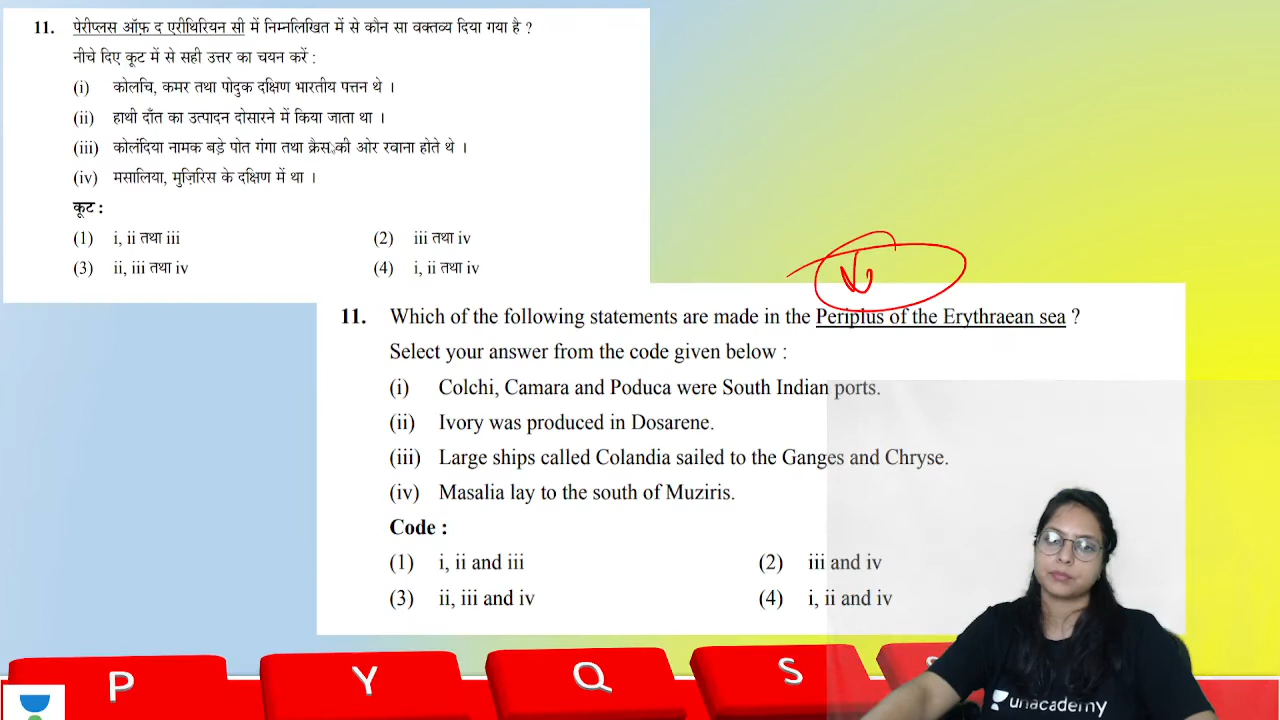 11. पेरीप्लस ऑफ़ द एरीथिरियन सी में निम्नलिखित में से कौन सा वक्तव्य दिया गया है ?
नीचे दिए कूट में से सही उत्तर का चयन करें :
(i) कोलचि, कमर तथा पोदुक दक्षिण भारतीय पत्तन थे ।
(ii) हाथी दाँत का उत्पादन दोसारने में किया जाता था ।
(iii) कोलंदिया नामक बड़े पोत गंगा तथा क्रैस की ओर रवाना होते थे ।
(iv) मसालिया, मुज़िरिस के दक्षिण में था ।
कूट :
(1) i, ii तथा iii (2) iii तथा iv
(3) ii, iii तथा iv (4) i, ii तथा iv
11. Which of the following statements are made in the Periplus of the Erythraean sea ?
Select your answer from the code given below :
(i) Colchi, Camara and Poduca were South Indian ports.
(ii) Ivory was produced in Dosarene.
(iii) Large ships called Colandia sailed to the Ganges and Chryse.
(iv) Masalia lay to the south of Muziris.
Code :
(1) i, ii and iii (2) iii and iv
(3) ii, iii and iv (4) i, ii and iv
P Y Q S
unacademy